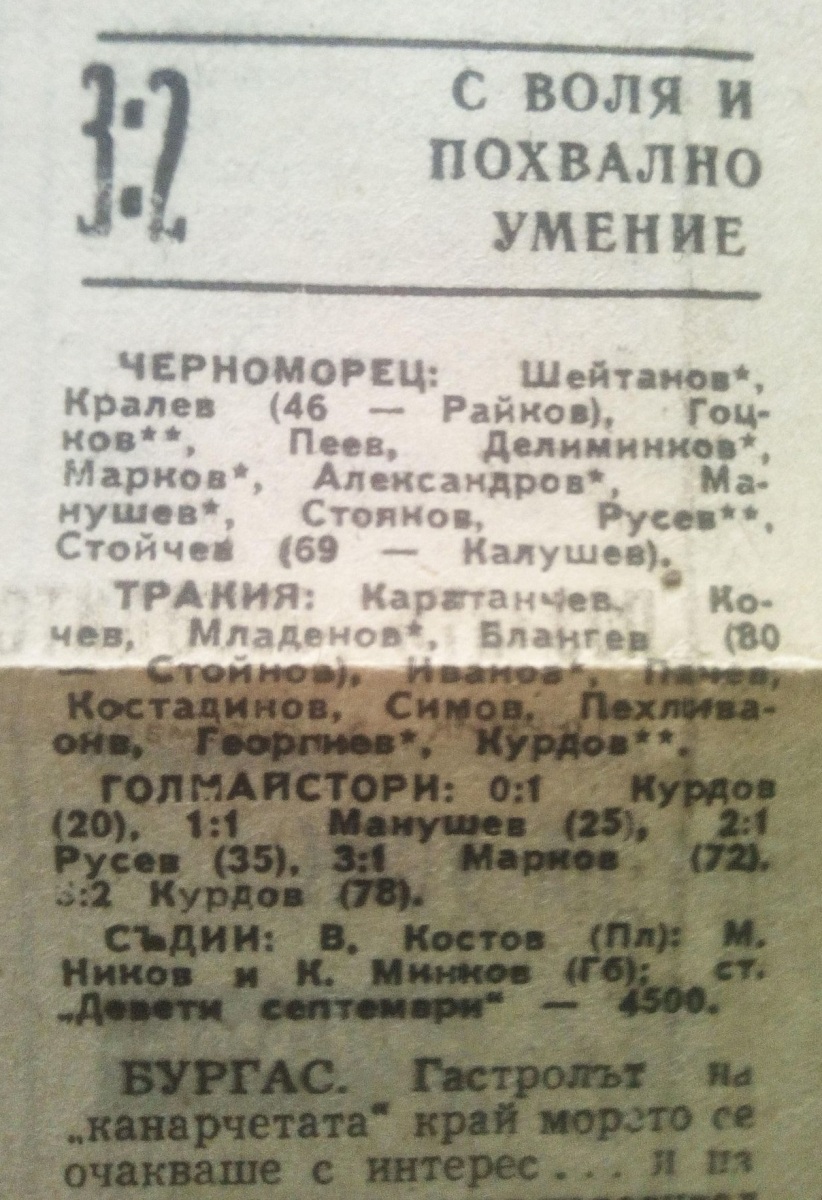 3:2
С ВОЛЯ И
ПОХВАЛНО
УМЕНИЕ
ЧЕРНОМОРЕЦ: Шейтанов*,
Кралев (46 — Райков), Гоц-
ков**, Пеев, Делиминков*,
Марков*, Александров*, Ма-
нушев*, Стоянов, Русев**,
Стойчев (69 — Калушев).
ТРАКИЯ: Каратанчев, Ко-
чев, Младенов*, Блангев (80
— Стойнов), Иванов*, Пачев,
Костадинов, Симов, Пехлива-
онв, Георгиев*, Курдов**.
ГОЛМАЙСТОРИ: 0:1 Курдов
(20), 1:1 Манушев (25), 2:1
Русев (35), 3:1 Марков (72),
3:2 Курдов (78).
СЪДИИ: В. Костов (Пл): М.
Ников и К. Минков (Гб); ст.
„Девети септември“ — 4500.
БУРГАС. Гастролът на
„канарчетата“ край морето се
очакваше с интерес... И из